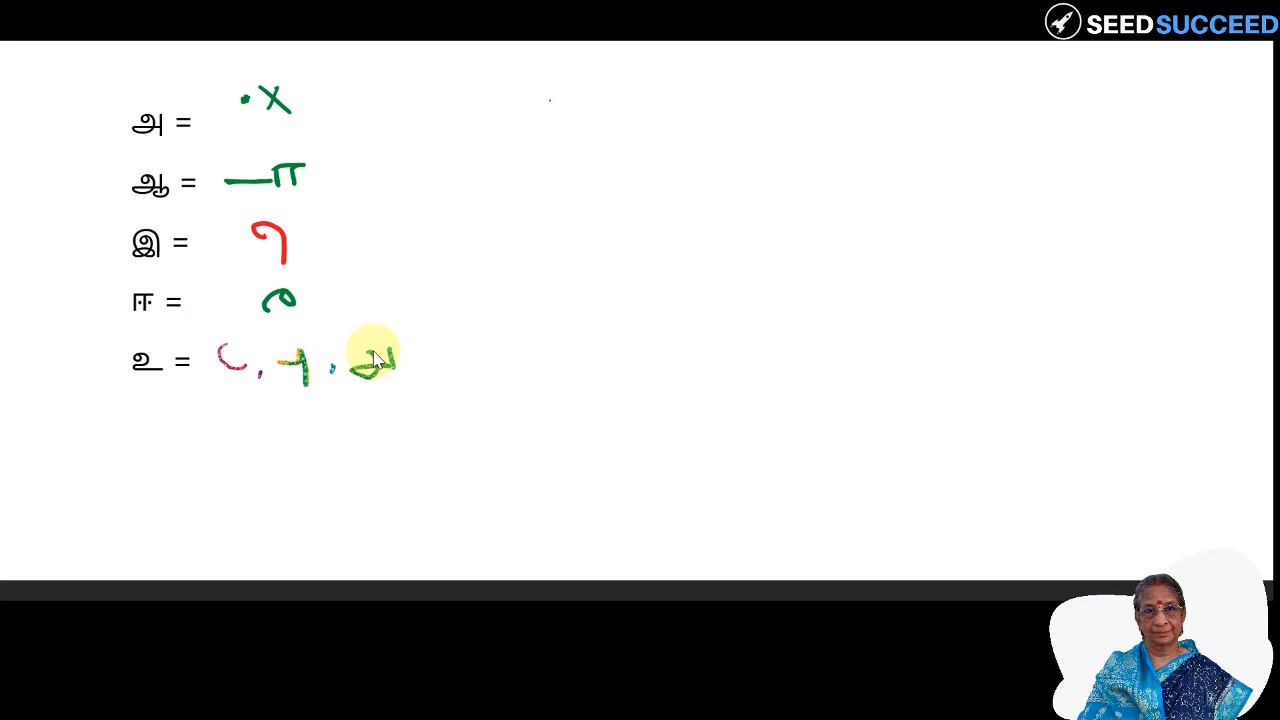 SEEDSUCCEED
அ = . X
ஆ = —ா
இ =
ஈ =
உ =